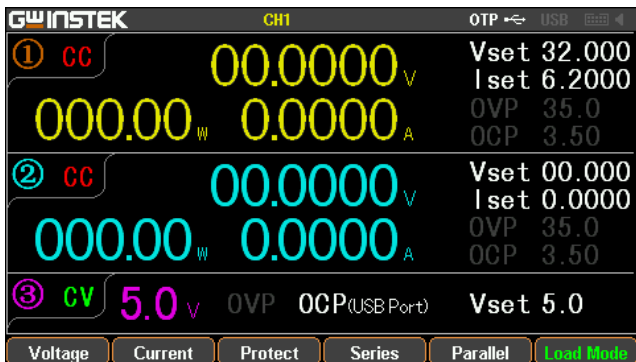 GWINSTEK CH1 OTP USB
1 CC 00.0000 V Vset 32.000
Iset 6.2000
000.00 W 0.0000 A OVP 35.0
OCP 3.50
2 CC 00.0000 V Vset 00.000
Iset 0.0000
000.00 W 0.0000 A OVP 35.0
OCP 3.50
3 CV 5.0 V OVP OCP(USB Port) Vset 5.0
Voltage Current Protect Series Parallel Load Mode